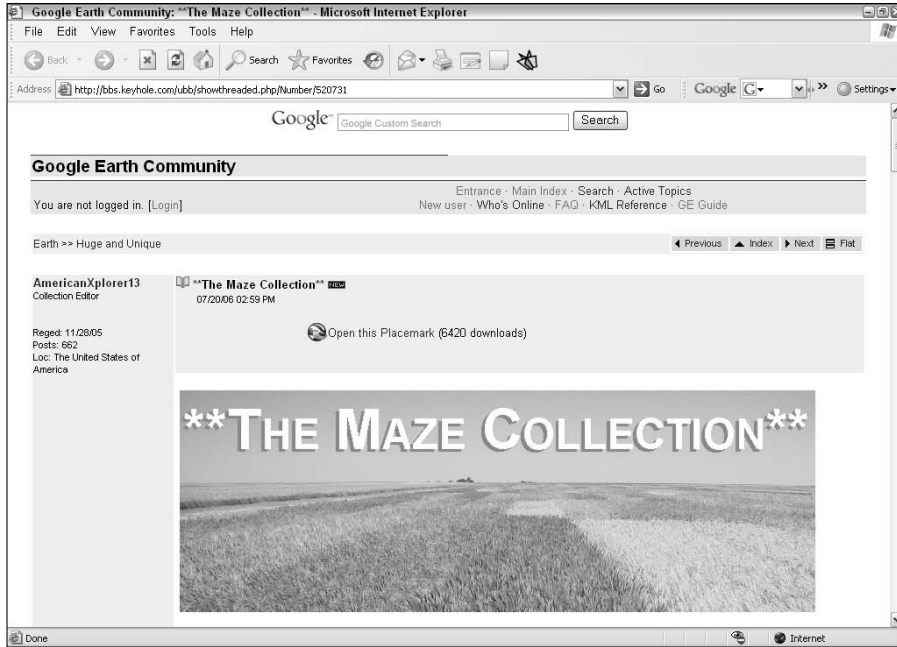 Google Earth Community: **The Maze Collection** - Microsoft Internet Explorer
File Edit View Favorites Tools Help
Back Search Favorites
Address http://bbs.keyhole.com/ubb/showthreaded.php/Number/520731 Go Google G Settings
Google™ Google Custom Search Search
Google Earth Community
Entrance · Main Index · Search · Active Topics
You are not logged in. [Login] New user · Who's Online · FAQ · KML Reference · GE Guide
Earth >> Huge and Unique Previous Index Next Flat
AmericanXplorer13 **The Maze Collection** NEW
Collection Editor 07/20/06 02:59 PM
Reged: 11/28/05 Open this Placemark (6420 downloads)
Posts: 662
Loc: The United States of
America
**THE MAZE COLLECTION**
Done Internet